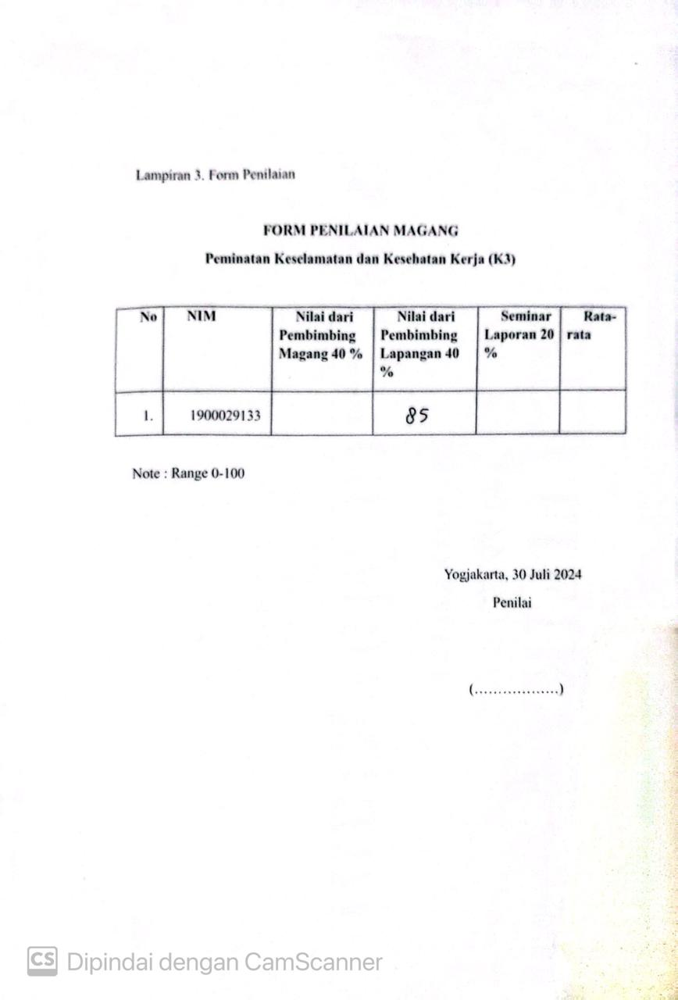 Lampiran 3. Form Penilaian
FORM PENILAIAN MAGANG
Peminatan Keselamatan dan Kesehatan Kerja (K3)
No NIM Nilai dari Pembimbing Magang 40 % Nilai dari Pembimbing Lapangan 40 % Seminar Laporan 20 % Rata-rata
1. 1900029133 85
Note : Range 0-100
Yogjakarta, 30 Juli 2024
Penilai
(..................)
CS Dipindai dengan CamScanner